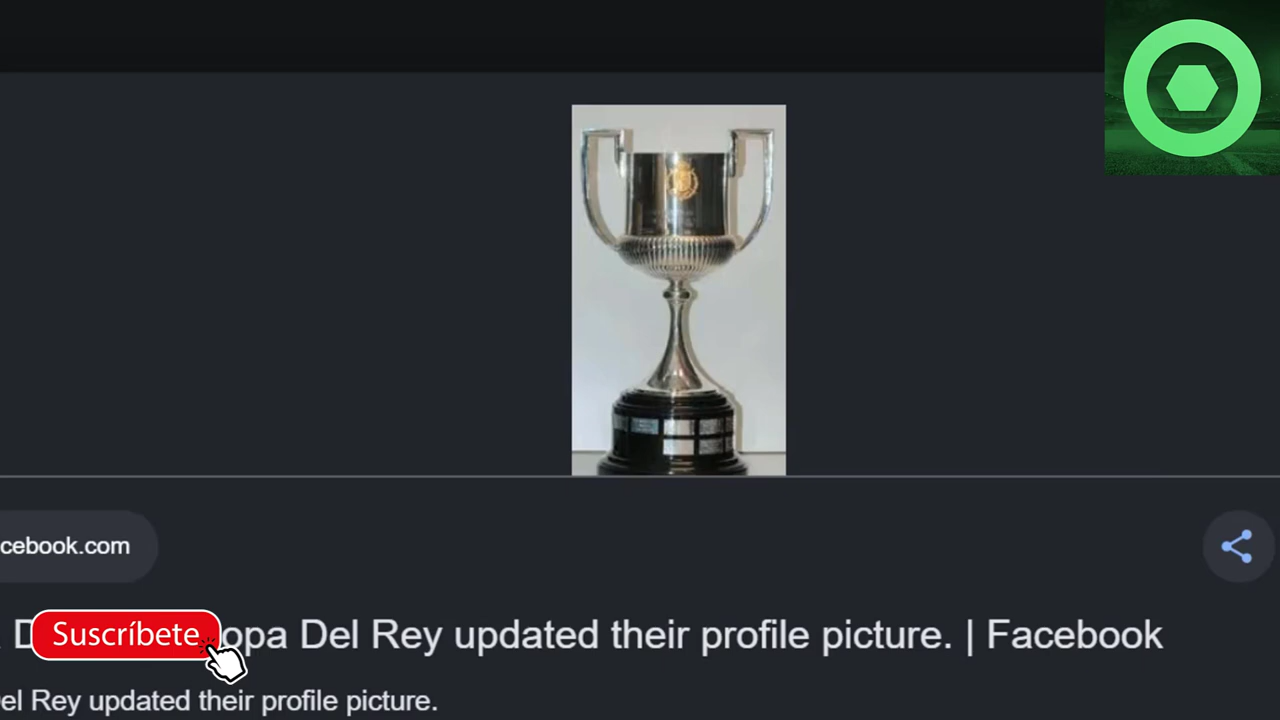 cebook.com
D Suscríbete opa Del Rey updated their profile picture. | Facebook
el Rey updated their profile picture.